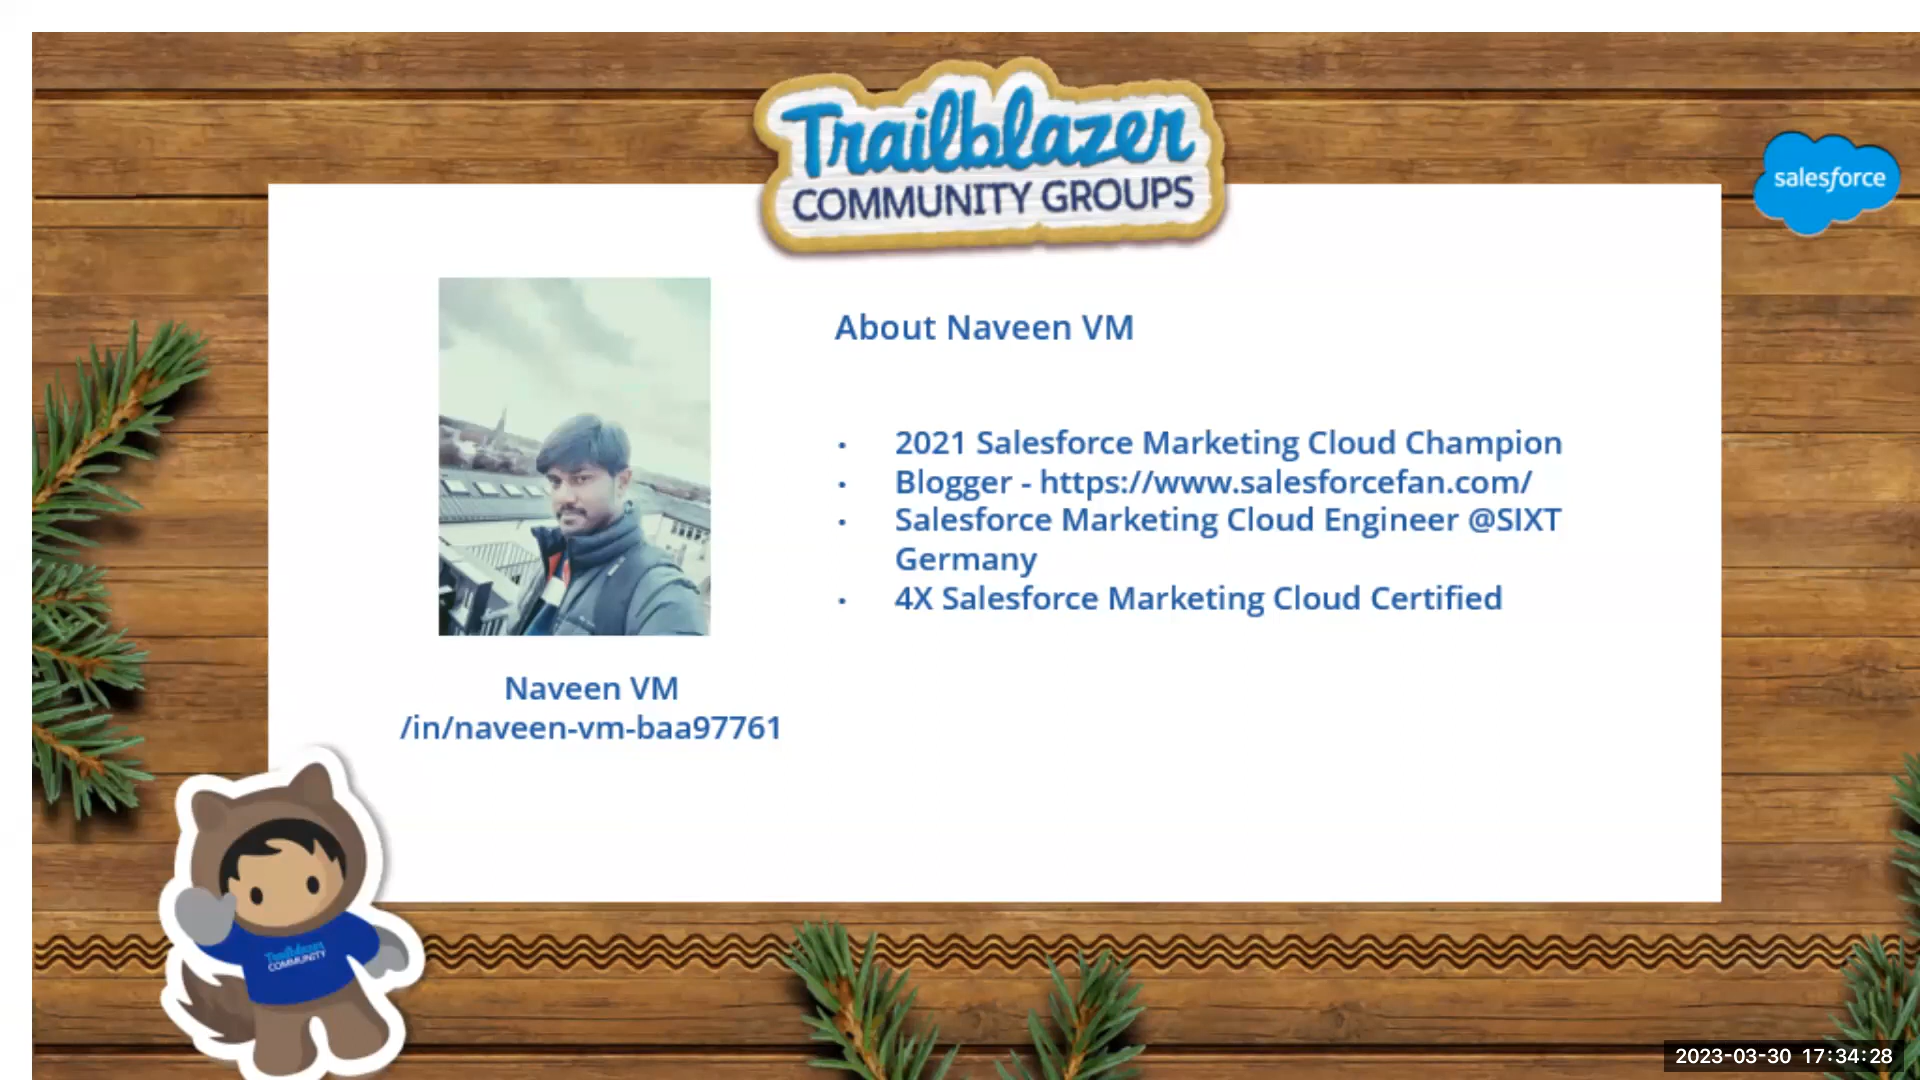 Trailblazer
COMMUNITY GROUPS
salesforce
About Naveen VM
• 2021 Salesforce Marketing Cloud Champion
• Blogger - https://www.salesforcefan.com/
• Salesforce Marketing Cloud Engineer @SIXT
Germany
• 4X Salesforce Marketing Cloud Certified
Naveen VM
/in/naveen-vm-baa97761
Trailblazer
COMMUNITY
2023-03-30 17:34:28